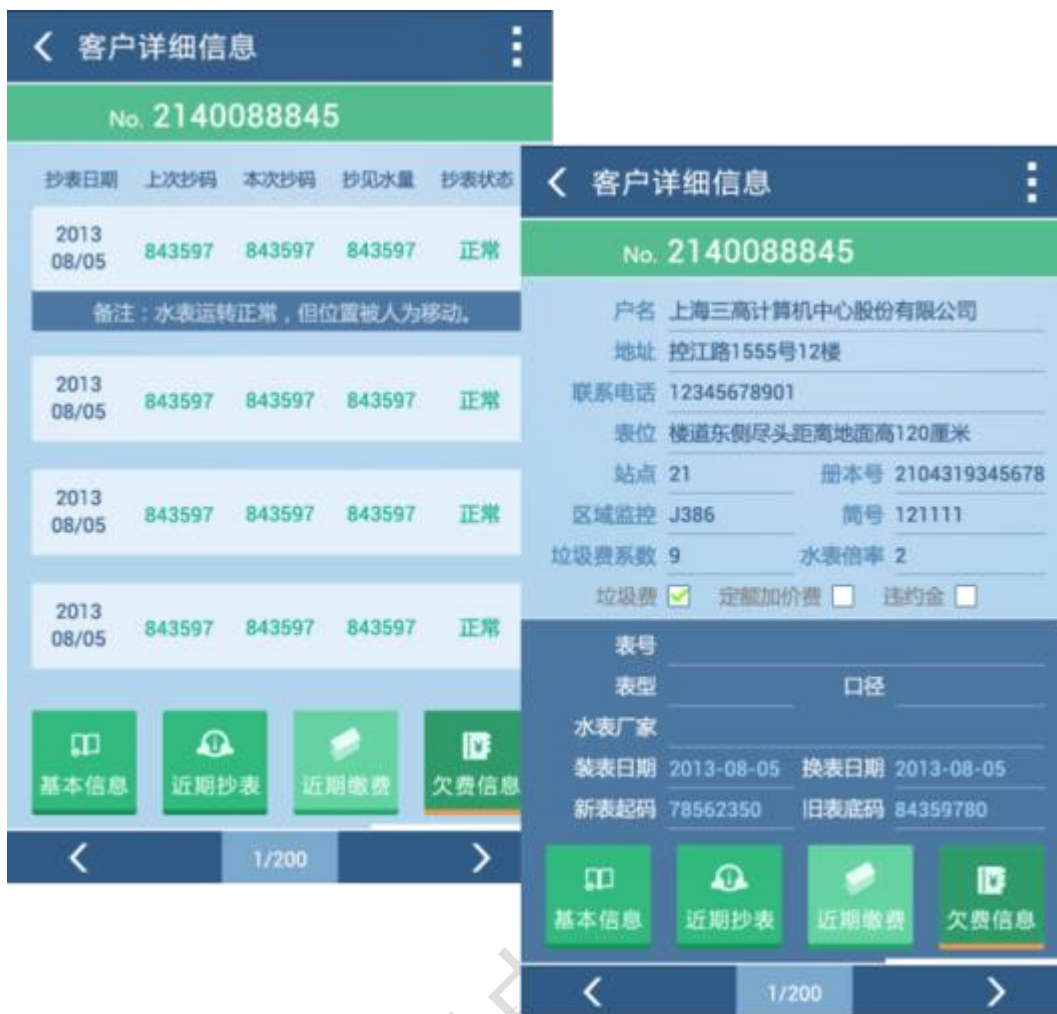 客户详细信息
No. 2140088845
抄表日期 上次抄码 本次抄码 抄见水量 抄表状态
2013
08/05
843597 843597 843597 正常
备注：水表运转正常，但位置被人为移动。
2013
08/05
843597 843597 843597 正常
2013
08/05
843597 843597 843597 正常
2013
08/05
843597 843597 843597 正常
基本信息 近期抄表 近期缴费 欠费信息
1/200
客户详细信息
No. 2140088845
户名 上海三高计算机中心股份有限公司
地址 控江路1555号12楼
联系电话 12345678901
表位 楼道东侧尽头距离地面高120厘米
站点 21 册本号 2104319345678
区域监控 J386 简号 121111
垃圾费系数 9 水表倍率 2
垃圾费 定额加价费 违约金
表号
表型 口径
水表厂家
装表日期 2013-08-05 换表日期 2013-08-05
新表起码 78562350 旧表底码 84359780
基本信息 近期抄表 近期缴费 欠费信息
1/200